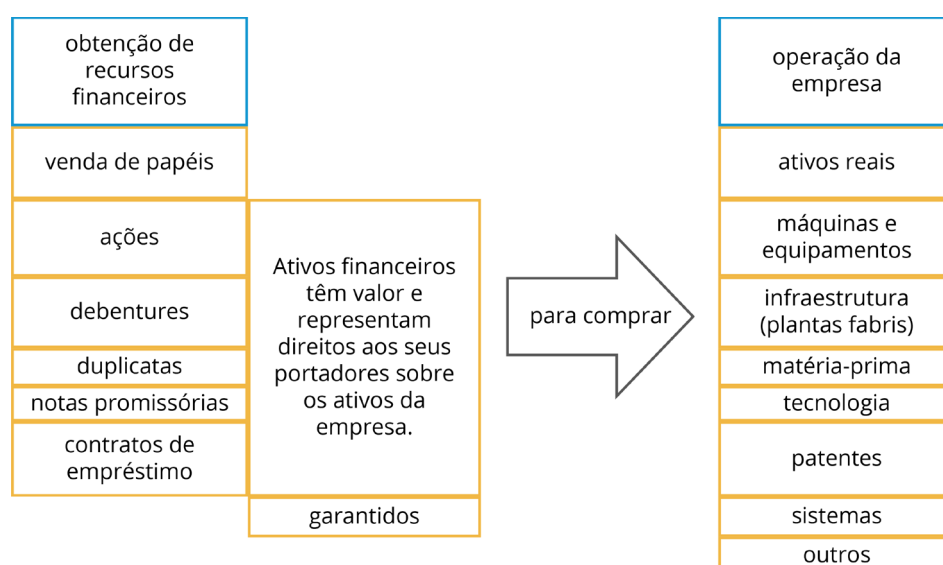 obtenção de
recursos
financeiros
venda de papéis
ações
debentures
duplicatas
notas promissórias
contratos de
empréstimo
Ativos financeiros
têm valor e
representam
direitos aos seus
portadores sobre
os ativos da
empresa.
garantidos
para comprar
operação da
empresa
ativos reais
máquinas e
equipamentos
infraestrutura
(plantas fabris)
matéria-prima
tecnologia
patentes
sistemas
outros